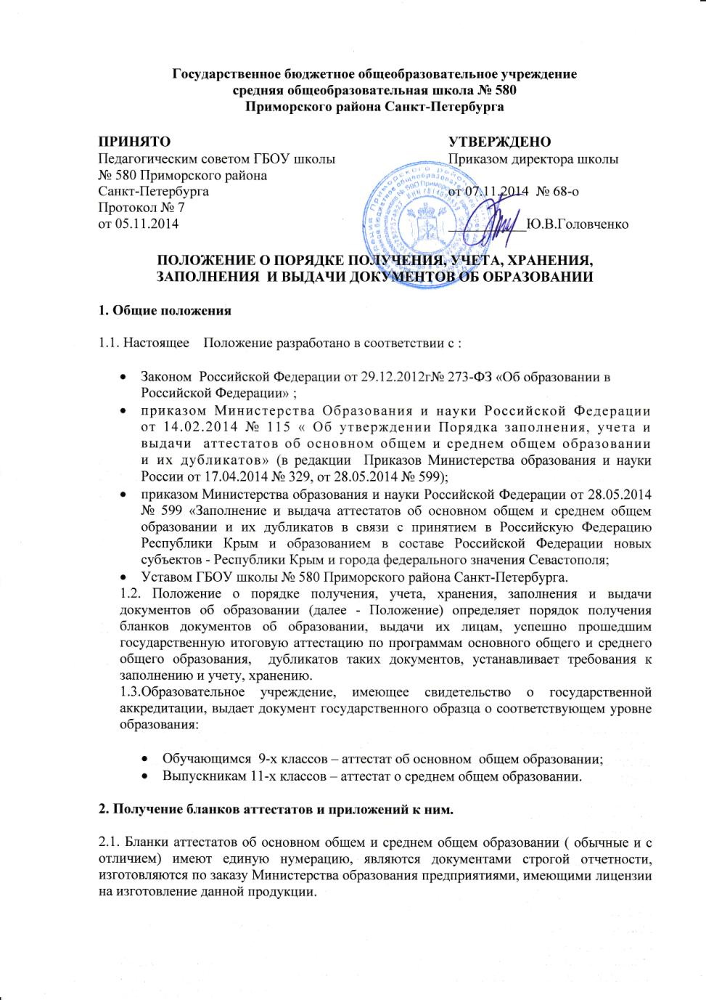 Государственное бюджетное общеобразовательное учреждение
средняя общеобразовательная школа № 580
Приморского района Санкт-Петербурга
ПРИНЯТО
Педагогическим советом ГБОУ школы
№ 580 Приморского района
Санкт-Петербурга
Протокол № 7
от 05.11.2014
УТВЕРЖДЕНО
Приказом директора школы
от 07.11.2014 № 68-о
___________Ю.В.Головченко
ПОЛОЖЕНИЕ О ПОРЯДКЕ ПОЛУЧЕНИЯ, УЧЕТА, ХРАНЕНИЯ,
ЗАПОЛНЕНИЯ И ВЫДАЧИ ДОКУМЕНТОВ ОБ ОБРАЗОВАНИИ
1. Общие положения
1.1. Настоящее Положение разработано в соответствии с :
• Законом Российской Федерации от 29.12.2012г№ 273-ФЗ «Об образовании в
Российской Федерации» ;
• приказом Министерства Образования и науки Российской Федерации
от 14.02.2014 № 115 « Об утверждении Порядка заполнения, учета и
выдачи аттестатов об основном общем и среднем общем образовании
и их дубликатов» (в редакции Приказов Министерства образования и науки
России от 17.04.2014 № 329, от 28.05.2014 № 599);
• приказом Министерства образования и науки Российской Федерации от 28.05.2014
№ 599 «Заполнение и выдача аттестатов об основном общем и среднем общем
образовании и их дубликатов в связи с принятием в Российскую Федерацию
Республики Крым и образованием в составе Российской Федерации новых
субъектов - Республики Крым и города федерального значения Севастополя;
• Уставом ГБОУ школы № 580 Приморского района Санкт-Петербурга.
1.2. Положение о порядке получения, учета, хранения, заполнения и выдачи
документов об образовании (далее - Положение) определяет порядок получения
бланков документов об образовании, выдачи их лицам, успешно прошедшим
государственную итоговую аттестацию по программам основного общего и среднего
общего образования, дубликатов таких документов, устанавливает требования к
заполнению и учету, хранению.
1.3.Образовательное учреждение, имеющее свидетельство о государственной
аккредитации, выдает документ государственного образца о соответствующем уровне
образования:
• Обучающимся 9-х классов – аттестат об основном общем образовании;
• Выпускникам 11-х классов – аттестат о среднем общем образовании.
2. Получение бланков аттестатов и приложений к ним.
2.1. Бланки аттестатов об основном общем и среднем общем образовании ( обычные и с
отличием) имеют единую нумерацию, являются документами строгой отчетности,
изготовляются по заказу Министерства образования предприятиями, имеющими лицензии
на изготовление данной продукции.